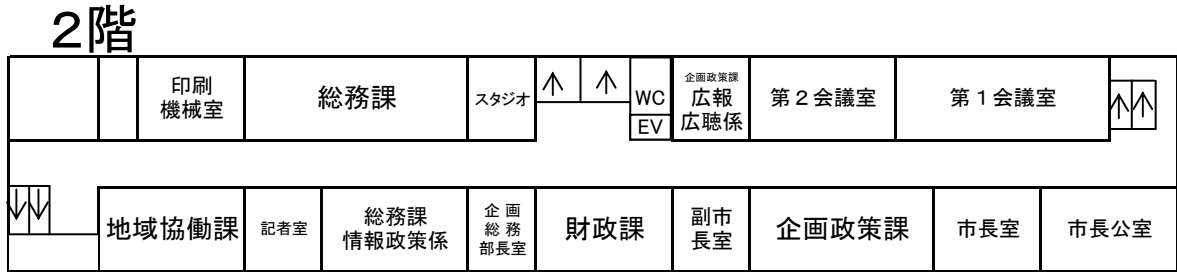 ２階
印刷
機械室
総務課
スタジオ
WC
EV
企画政策課
広報
広聴係
第２会議室
第１会議室
地域協働課
記者室
総務課
情報政策係
企画
総務
部長室
財政課
副市
長室
企画政策課
市長室
市長公室